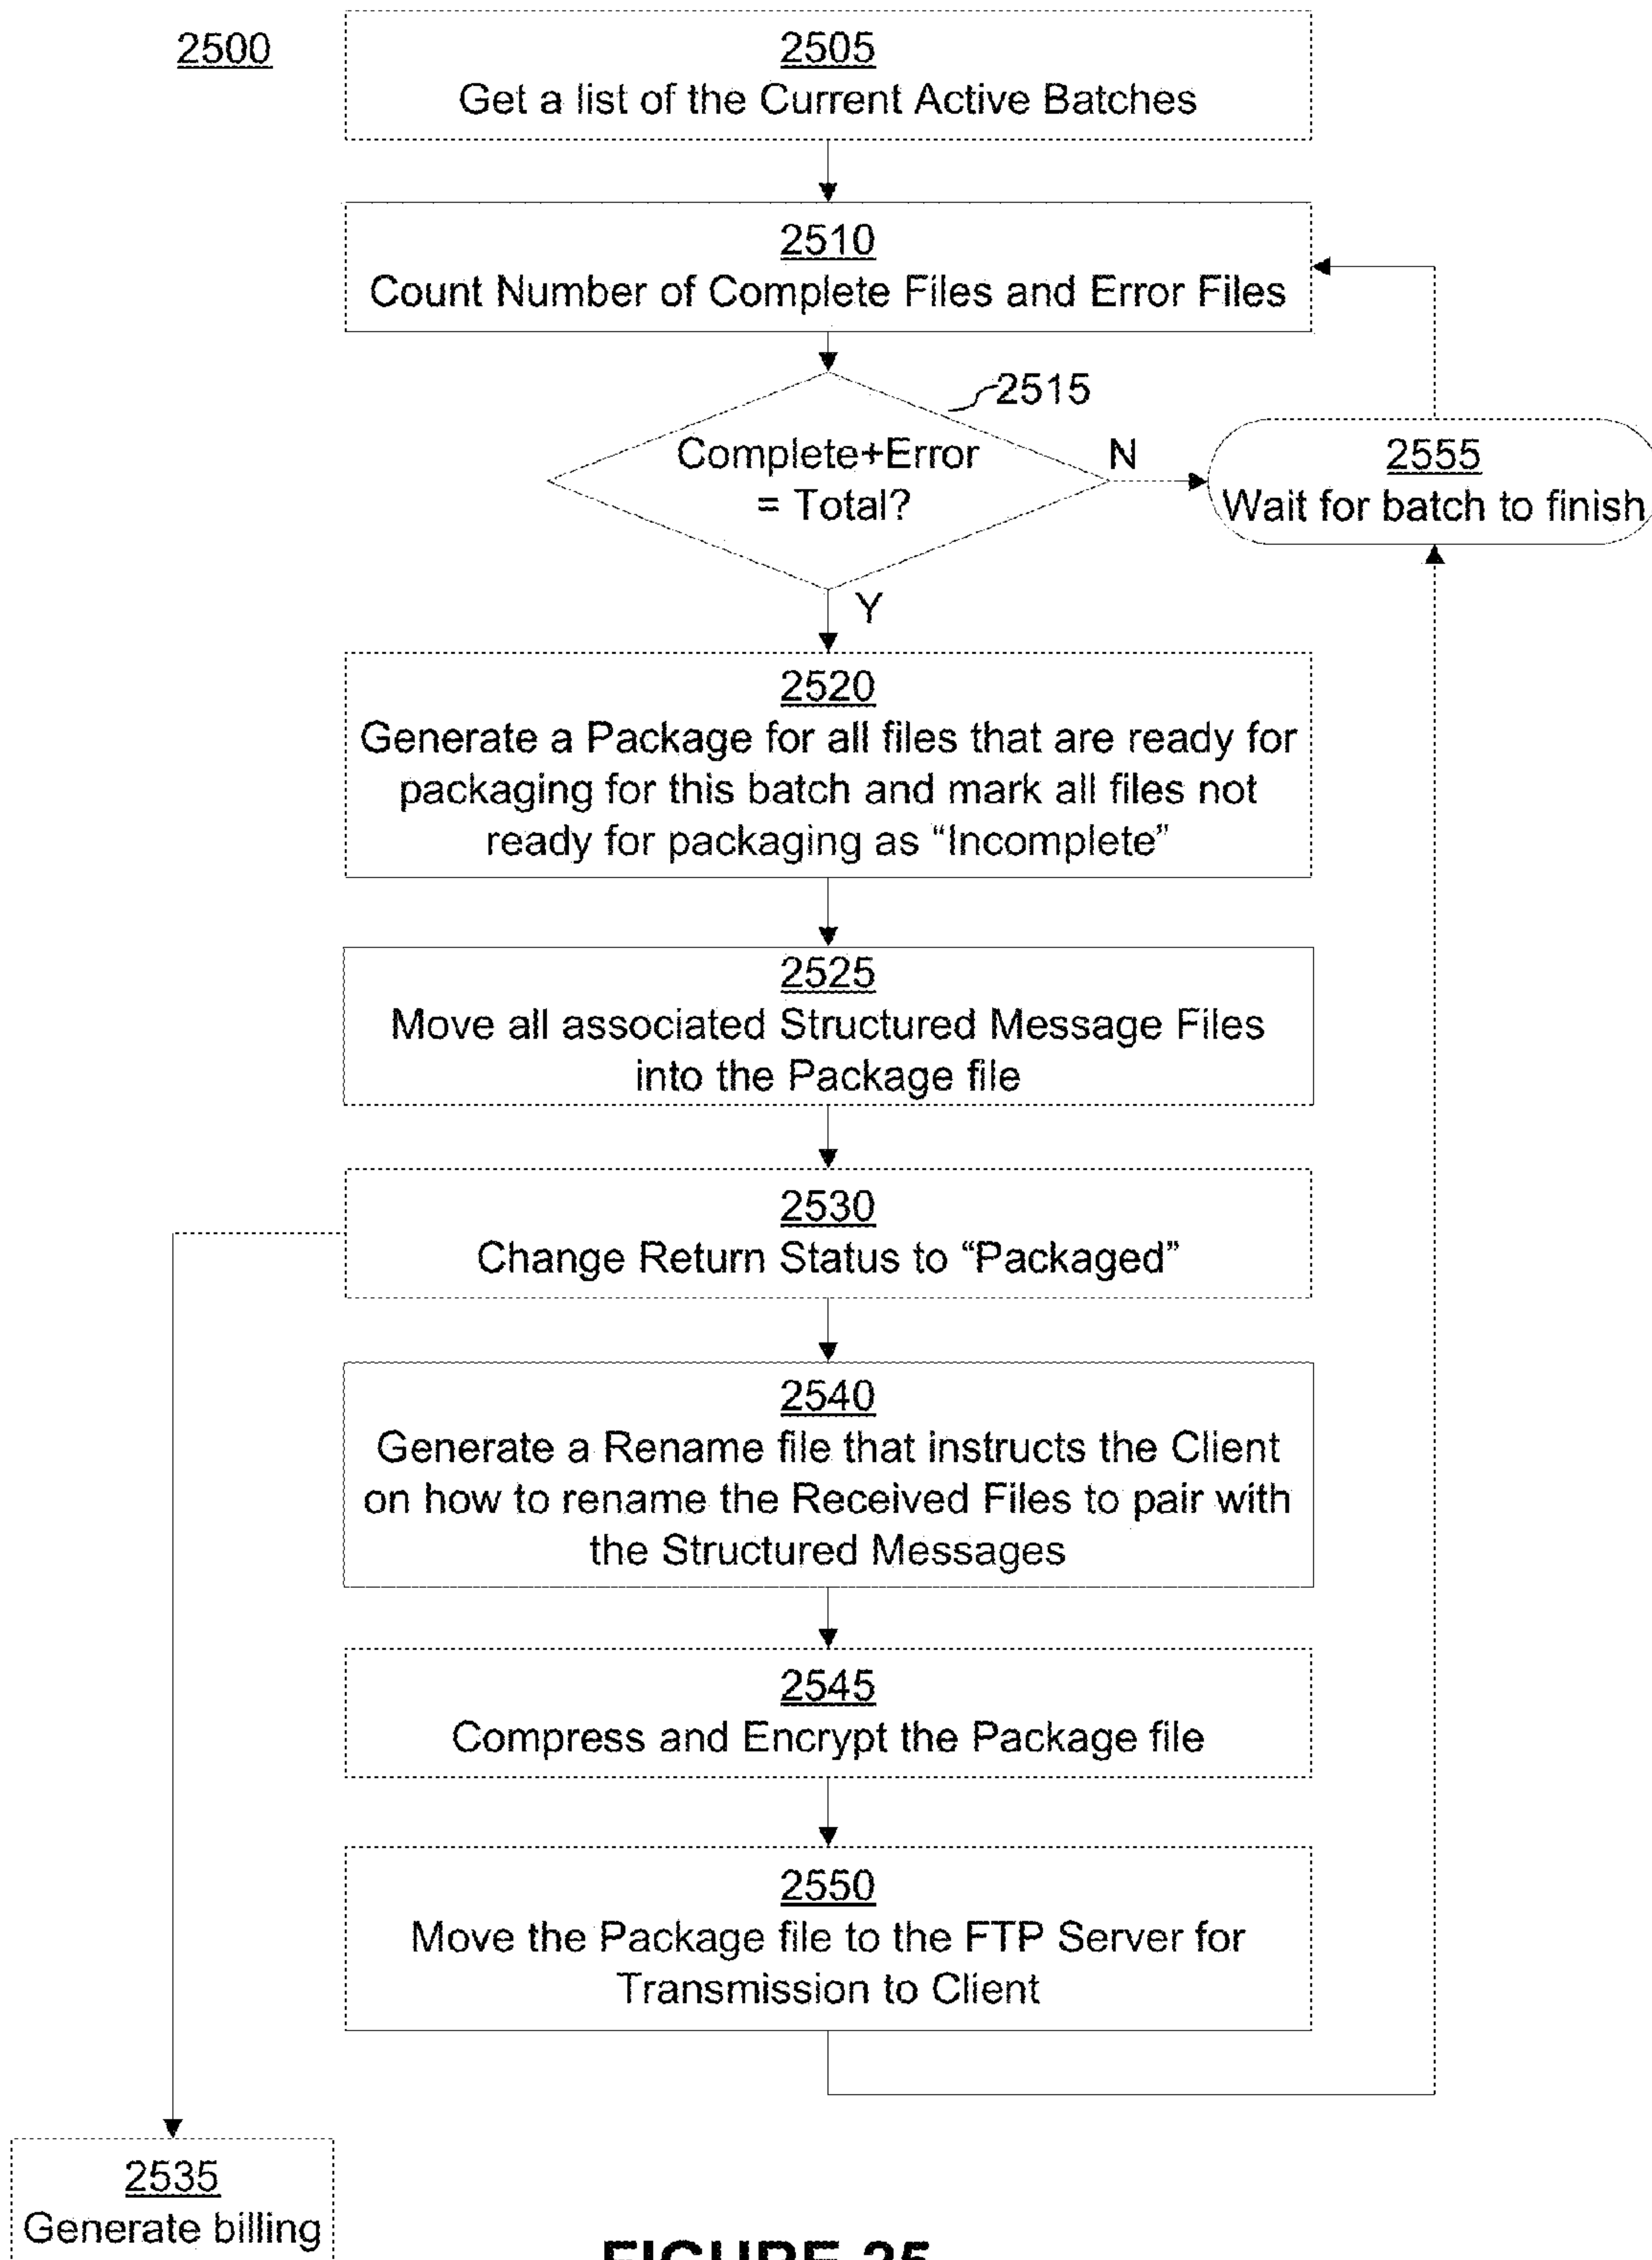 2500
2505
Get a list of the Current Active Batches
2510
Count Number of Complete Files and Error Files
2515
Complete+Error
= Total?
N
2555
Wait for batch to finish
Y
2520
Generate a Package for all files that are ready for
packaging for this batch and mark all files not
ready for packaging as “Incomplete”
2525
Move all associated Structured Message Files
into the Package file
2530
Change Return Status to “Packaged”
2540
Generate a Rename file that instructs the Client
on how to rename the Received Files to pair with
the Structured Messages
2545
Compress and Encrypt the Package file
2550
Move the Package file to the FTP Server for
Transmission to Client
2535
Generate billing
FIGURE 25